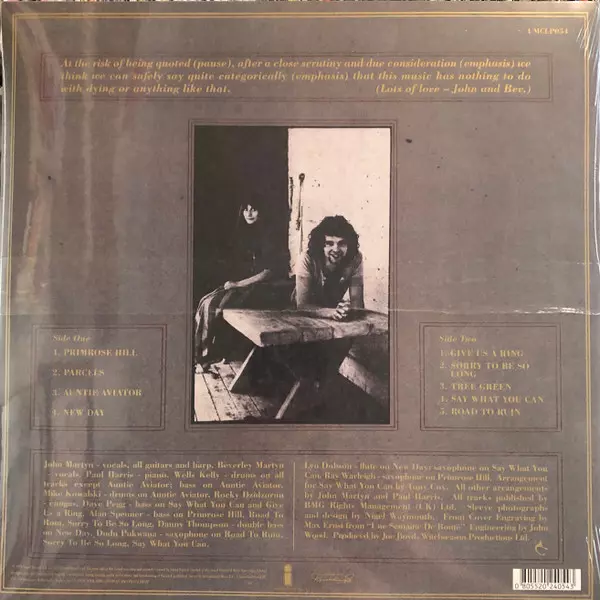 UMCLP054
At the risk of being quoted (pause), after a close scrutiny and due consideration (emphasis) we
think we can safely say quite categorically (emphasis) that this music has nothing to do
with dying or anything like that. (Lots of love – John and Bev.)
Side One
1. PRIMROSE HILL
2. PARCELS
3. AUNTIE AVIATOR
4. NEW DAY
Side Two
1. GIVE US A RING
2. SORRY TO BE SO
LONG
3. TREE GREEN
4. SAY WHAT YOU CAN
5. ROAD TO RUIN
John Martyn - vocals, all guitars and harp, Beverley Martyn
- vocals, Paul Harris - piano, Wells Kelly - drums on all
tracks except Auntie Aviator; bass on Auntie Aviator,
Mike Kowalski - drums on Auntie Aviator, Rocky Dzidzornu
- congas, Dave Pegg - bass on Say What You Can and Give
Us a Ring, Alan Spenner - bass on Primrose Hill, Road To
Ruin, Sorry To Be So Long, Danny Thompson - double bass
on New Day, Dudu Pukwana - saxophone on Road To Ruin,
Sorry To Be So Long, Say What You Can.
Lyn Dobson - flute on New Day; saxophone on Say What You
Can, Ray Warleigh - saxophone on Primrose Hill. Arrangement
for Say What You Can by Gary Coy. All other arrangements
by John Martyn and Paul Harris. All tracks published by
BMG Rights Management (UK) Ltd. Sleeve photographs
and design by Nigel Waymouth. Front Cover Engraving by
Max Ernst from "Une Semaine De Bonte". Engineering by John
Wood. Produced by Joe Boyd, Witchseason Productions Ltd.
0 805520 240543